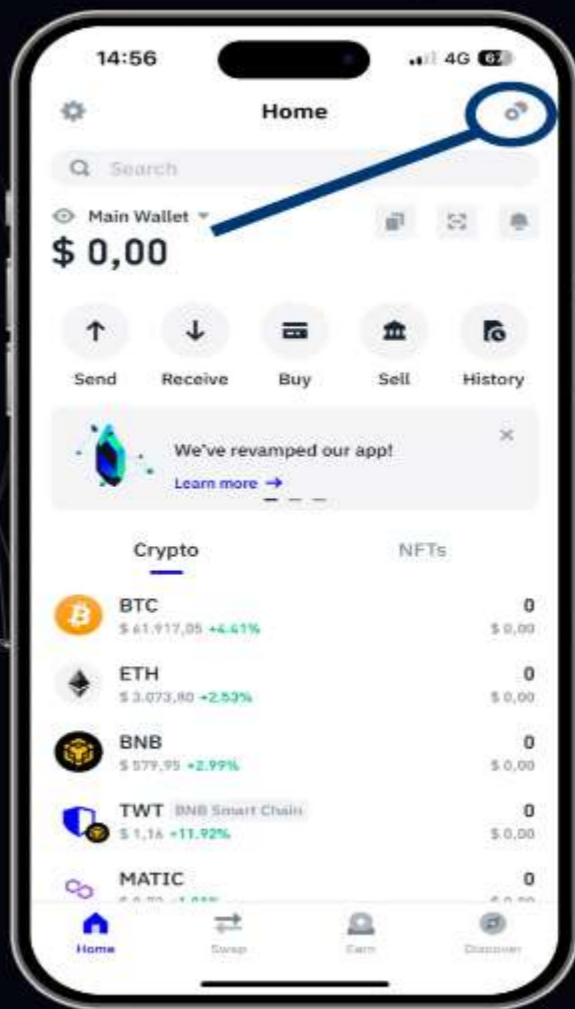 14:56
4G 67
Home
Search
Main Wallet
$ 0,00
Send Receive Buy Sell History
We've revamped our app!
Learn more →
Crypto NFTs
BTC 0
$ 61.917,05 +4.41% $ 0,00
ETH 0
$ 3.073,80 +2.53% $ 0,00
BNB 0
$ 579,95 +2.99% $ 0,00
TWT BNB Smart Chain 0
$ 1,16 +11.92% $ 0,00
MATIC 0
Home Swap Earn Discover